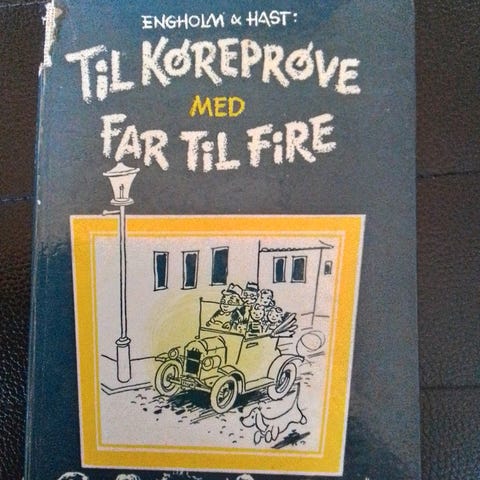 ENGHOLM & HAST:
TiL KØREPRØVE
MED
FAR TiL FiRE